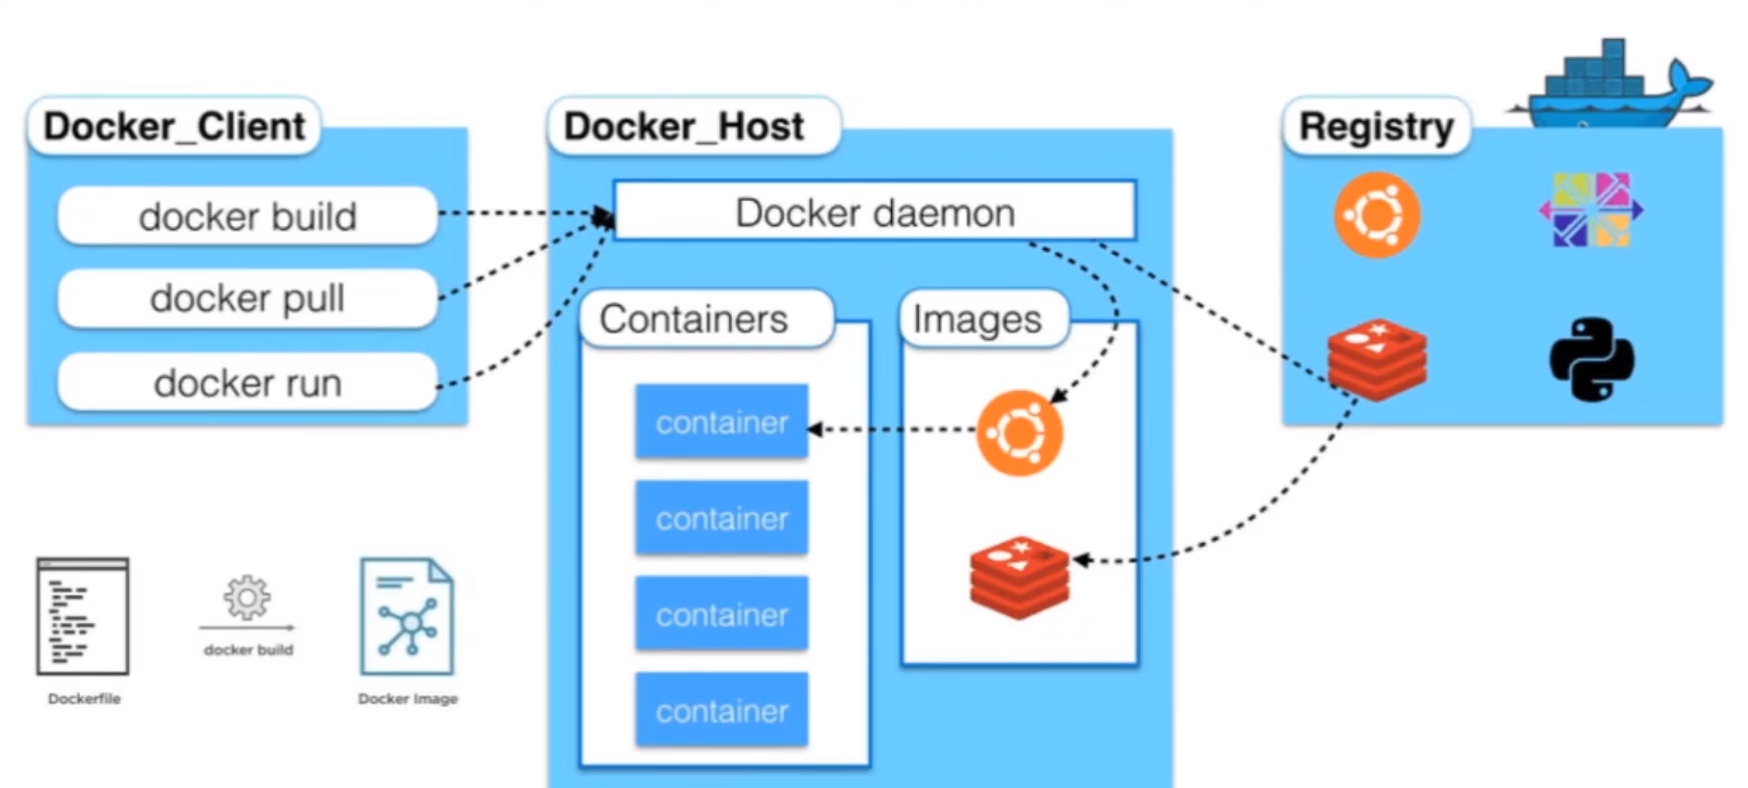 Docker_Client
docker build
docker pull
docker run
Docker_Host
Docker daemon
Containers
container
container
container
container
Images
Registry
Dockerfile
docker build
Docker Image